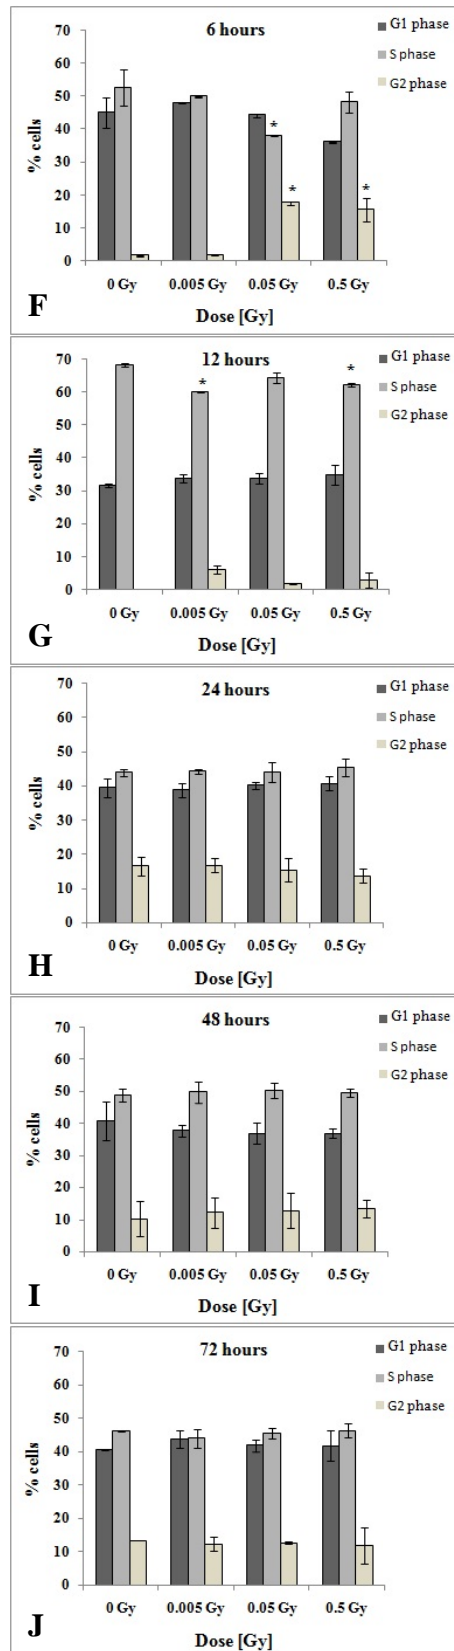 6 hours
G1 phase
S phase
G2 phase
70
60
50
40
30
20
10
0
% cells
*
*
*
0 Gy 0.005 Gy 0.05 Gy 0.5 Gy
Dose [Gy]
F
12 hours
G1 phase
S phase
G2 phase
70
60
50
40
30
20
10
0
% cells
*
*
0 Gy 0.005 Gy 0.05 Gy 0.5 Gy
Dose [Gy]
G
24 hours
G1 phase
S phase
G2 phase
70
60
50
40
30
20
10
0
% cells
0 Gy 0.005 Gy 0.05 Gy 0.5 Gy
Dose [Gy]
H
48 hours
G1 phase
S phase
G2 phase
70
60
50
40
30
20
10
0
% cells
0 Gy 0.005 Gy 0.05 Gy 0.5 Gy
Dose [Gy]
I
72 hours
G1 phase
S phase
G2 phase
70
60
50
40
30
20
10
0
% cells
0 Gy 0.005 Gy 0.05 Gy 0.5 Gy
Dose [Gy]
J